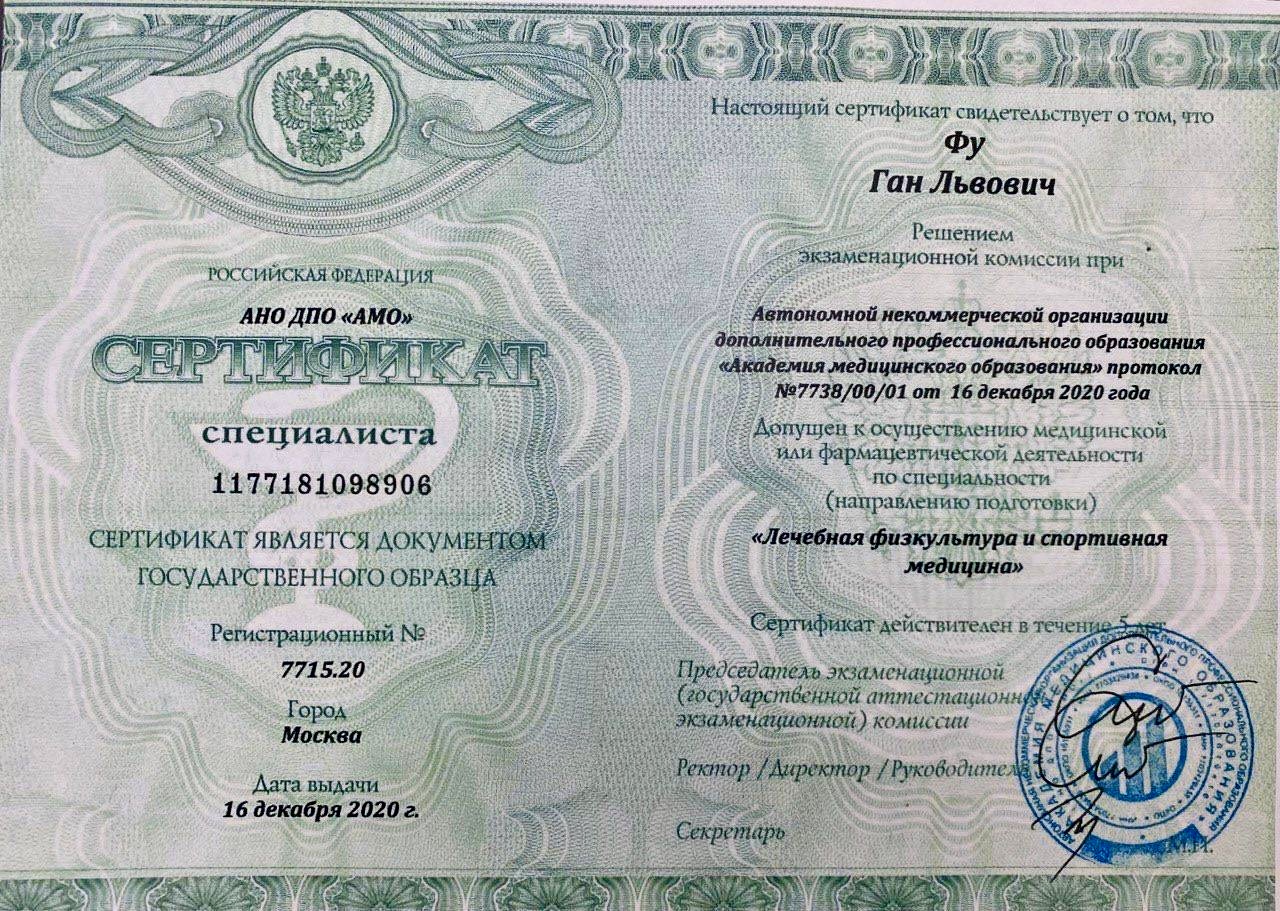 РОССИЙСКАЯ ФЕДЕРАЦИЯ
АНО ДПО «АМО»
СЕРТИФИКАТ
специалиста
1177181098906
СЕРТИФИКАТ ЯВЛЯЕТСЯ ДОКУМЕНТОМ
ГОСУДАРСТВЕННОГО ОБРАЗЦА
Регистрационный №
7715.20
Город
Москва
Дата выдачи
16 декабря 2020 г.
Настоящий сертификат свидетельствует о том, что
Фу
Ган Львович
Решением
экзаменационной комиссии при
Автономной некоммерческой организации
дополнительного профессионального образования
«Академия медицинского образования» протокол
№7738/00/01 от 16 декабря 2020 года
Допущен к осуществлению медицинской
или фармацевтической деятельности
по специальности
(направлению подготовки)
«Лечебная физкультура и спортивная
медицина»
Сертификат действителен в течение 5 лет
Председатель экзаменационной
(государственной аттестационно
экзаменационной) комиссии
Ректор /Директор /Руководител
Секретарь
М.П.
АКАДЕМИЯ МЕДИЦИНСКОГО ОБРАЗОВАНИЯ